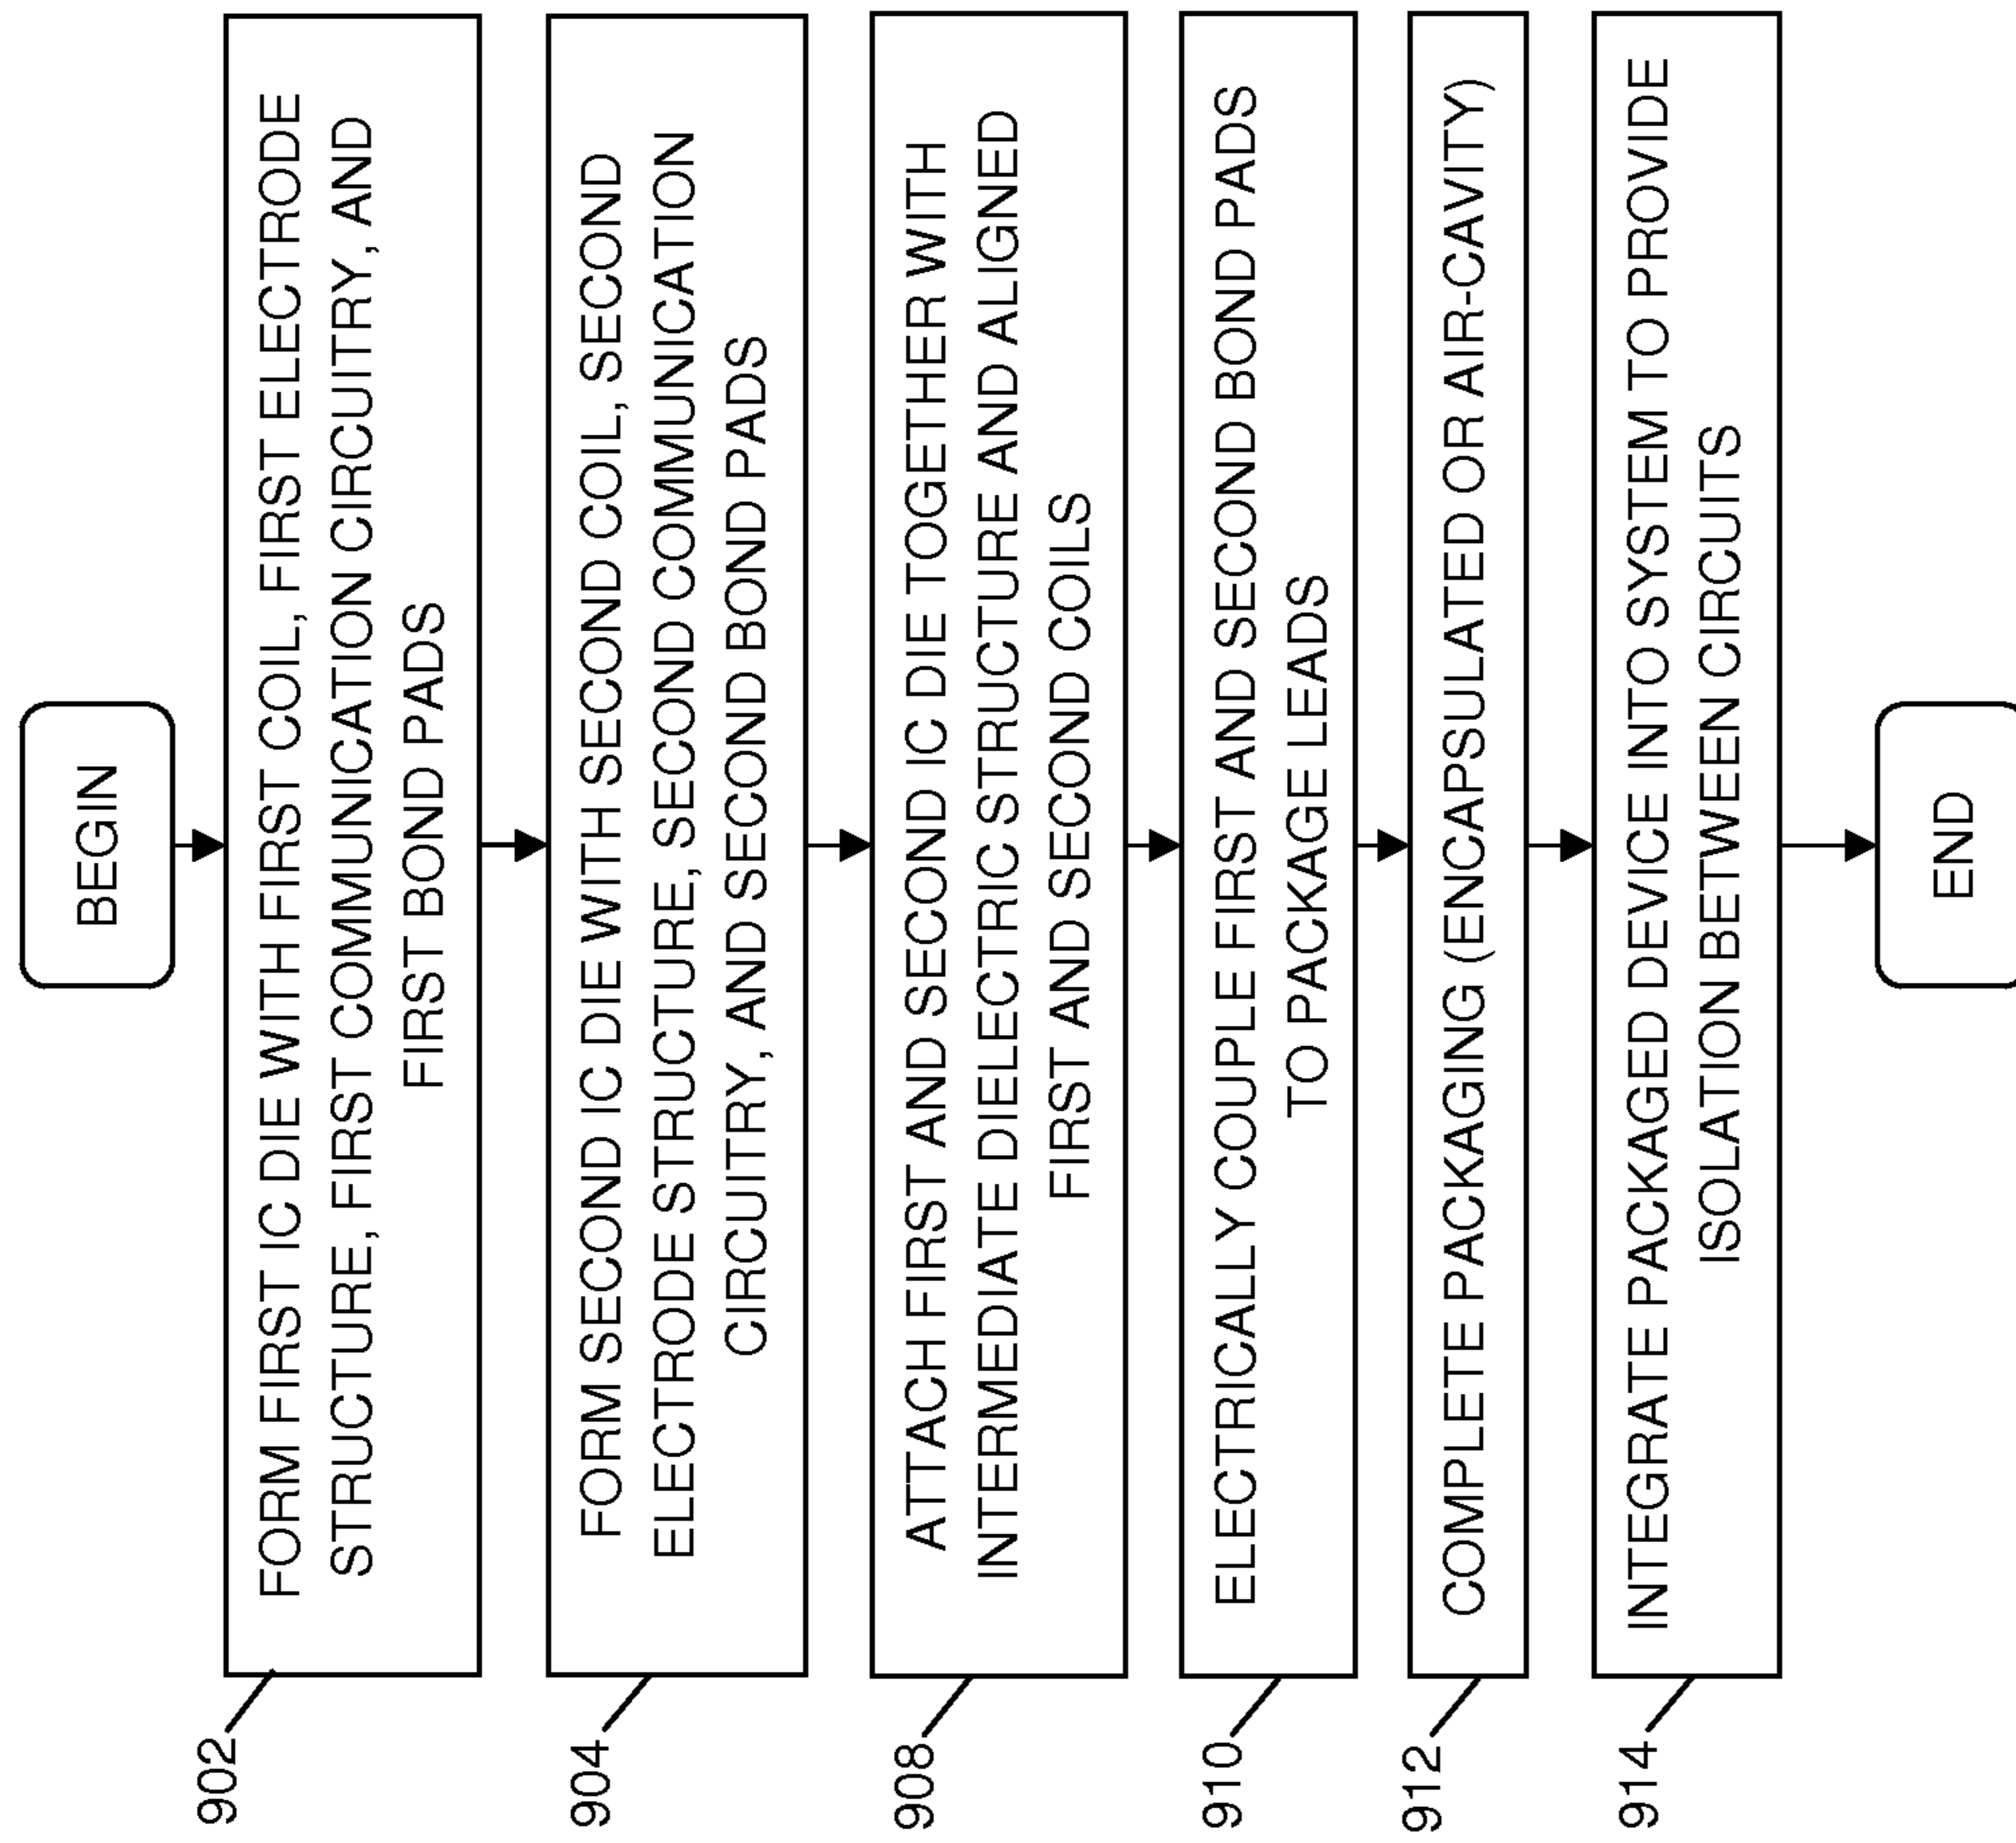 BEGIN
902
FORM FIRST IC DIE WITH FIRST COIL, FIRST ELECTRODE
STRUCTURE, FIRST COMMUNICATION CIRCUITRY, AND
FIRST BOND PADS
904
FORM SECOND IC DIE WITH SECOND COIL, SECOND
ELECTRODE STRUCTURE, SECOND COMMUNICATION
CIRCUITRY, AND SECOND BOND PADS
908
ATTACH FIRST AND SECOND IC DIE TOGETHER WITH
INTERMEDIATE DIELECTRIC STRUCTURE AND ALIGNED
FIRST AND SECOND COILS
910
ELECTRICALLY COUPLE FIRST AND SECOND BOND PADS
TO PACKAGE LEADS
912
COMPLETE PACKAGING (ENCAPSULATED OR AIR-CAVITY)
914
INTEGRATE PACKAGED DEVICE INTO SYSTEM TO PROVIDE
ISOLATION BETWEEN CIRCUITS
END